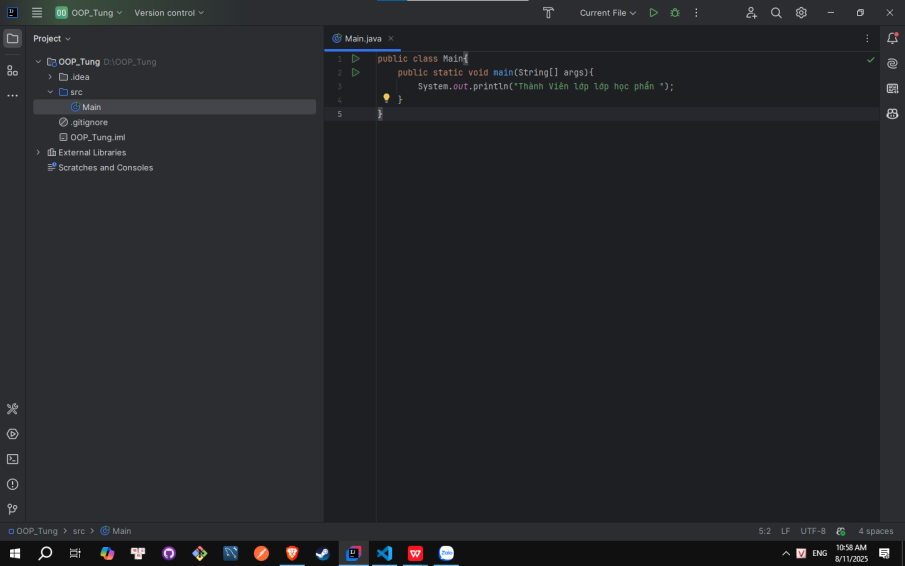 OOP_Tung
Version control
Current File
Project
OOP_Tung D:\OOP_Tung
.idea
src
Main
.gitignore
OOP_Tung.iml
External Libraries
Scratches and Consoles
Main.java
1 public class Main{
2 public static void main(String[] args){
3 System.out.println("Thành Viên lớp lớp học phần ");
4 }
5 }
OOP_Tung > src > Main
5:2 LF UTF-8 4 spaces
ENG
10:58 AM
8/11/2025
Zalo